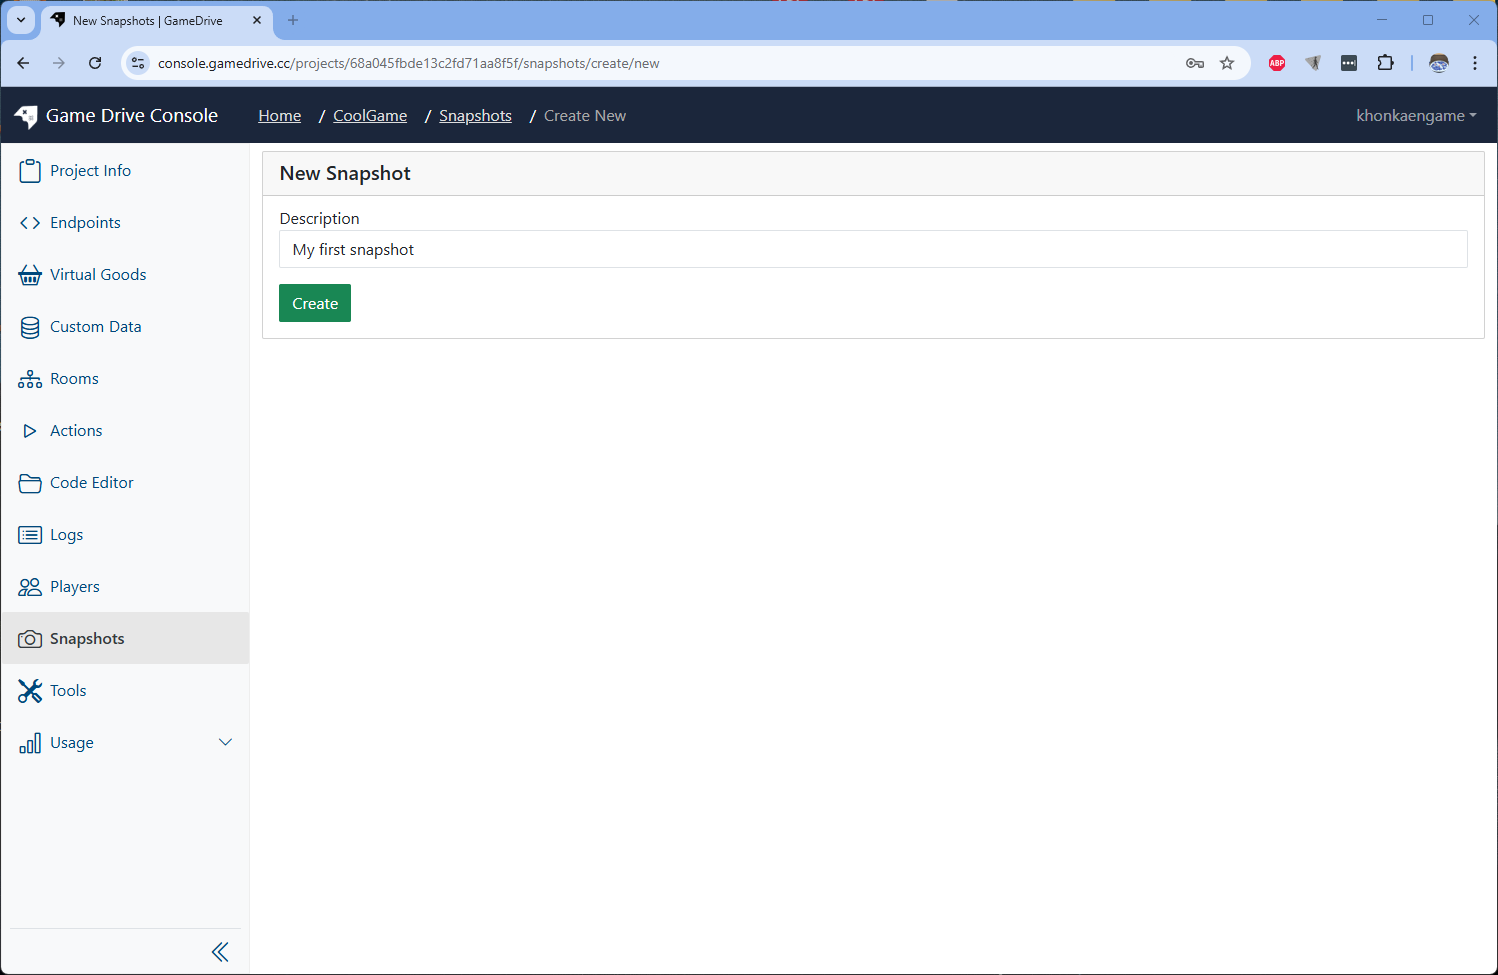 New Snapshots | GameDrive
console.gamedrive.cc/projects/68a045fbde13c2fd71aa8f5f/snapshots/create/new
ABP
Game Drive Console
Home / CoolGame / Snapshots / Create New
khonkaengame
Project Info
Endpoints
Virtual Goods
Custom Data
Rooms
Actions
Code Editor
Logs
Players
Snapshots
Tools
Usage
New Snapshot
Description
My first snapshot
Create